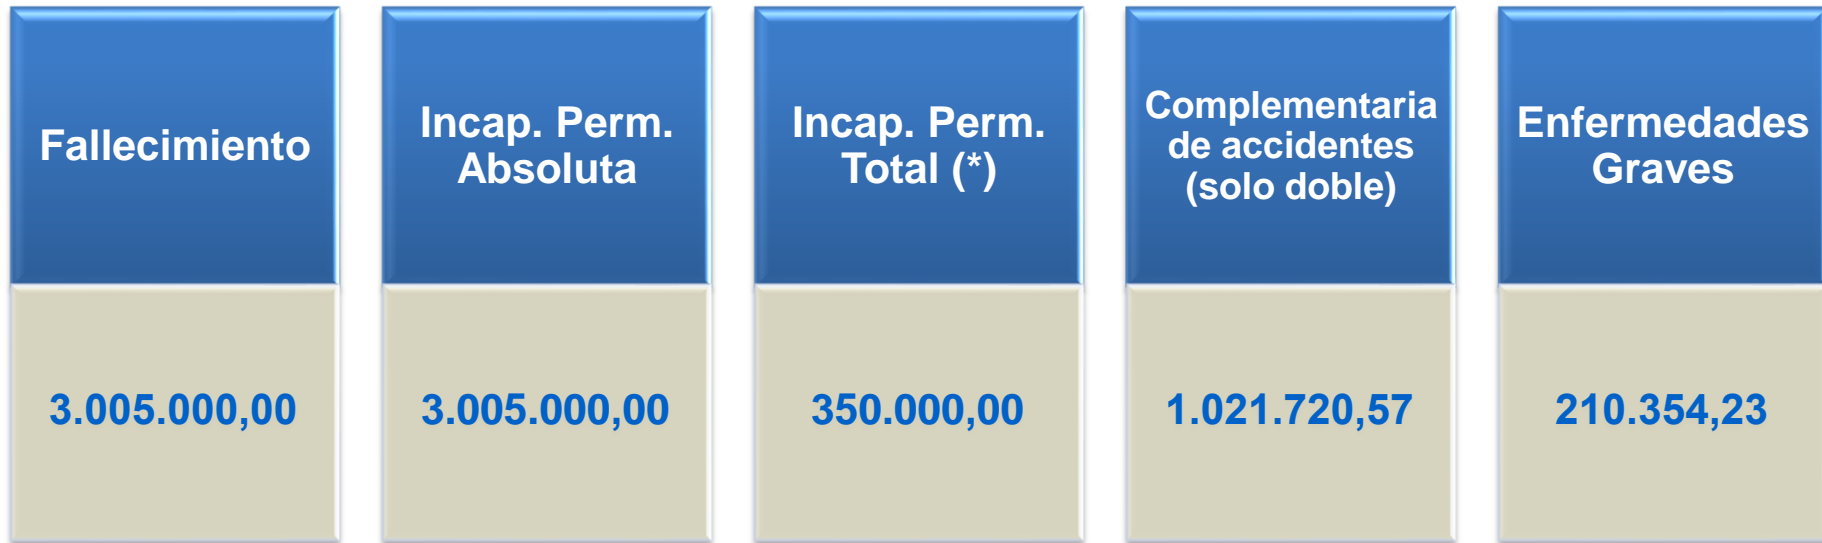 Fallecimiento
3.005.000,00
Incap. Perm.
Absoluta
3.005.000,00
Incap. Perm.
Total (*)
350.000,00
Complementaria
de accidentes
(solo doble)
1.021.720,57
Enfermedades
Graves
210.354,23